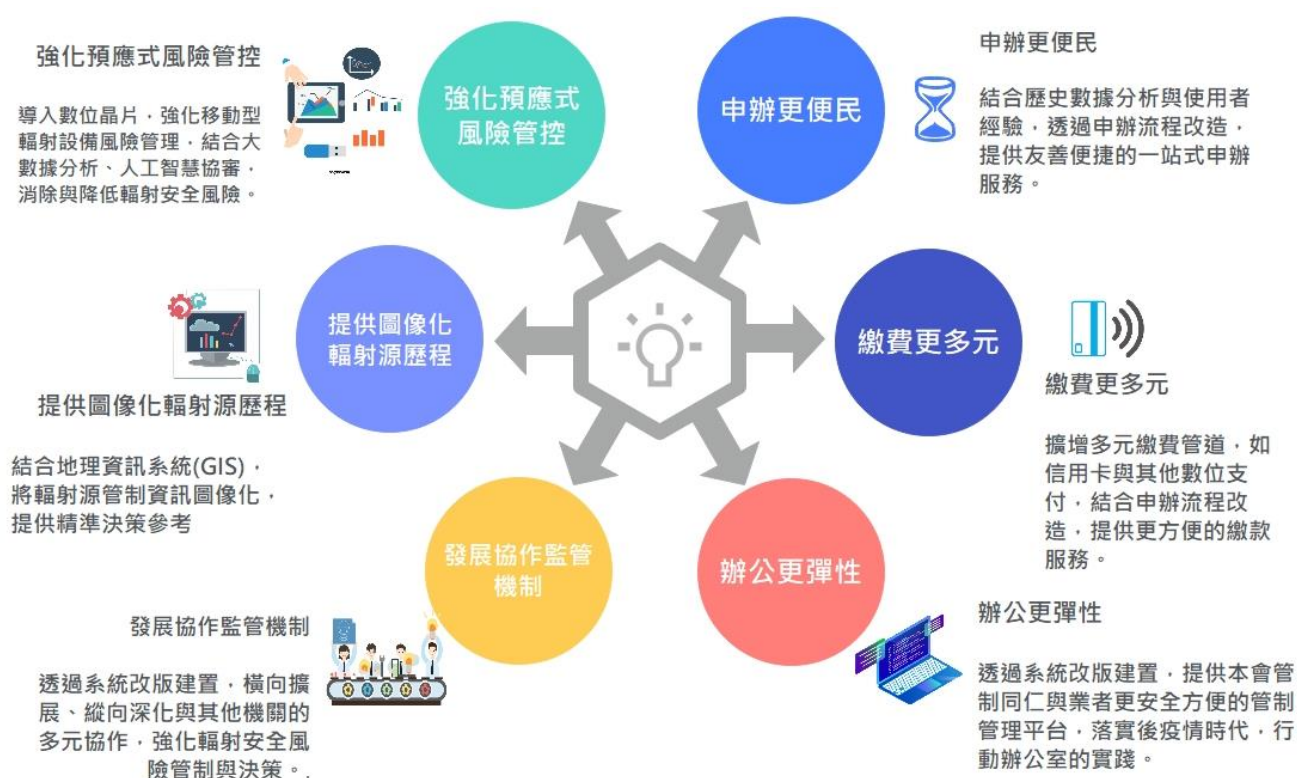 強化預應式風險管控
導入數位晶片，強化移動型
輻射設備風險管理，結合大
數據分析、人工智慧協審，
消除與降低輻射安全風險。
強化預應式
風險管控
申辦更便民
申辦更便民
結合歷史數據分析與使用者
經驗，透過申辦流程改造，
提供友善便捷的一站式申辦
服務。
提供圖像化輻射源歷程
結合地理資訊系統(GIS)，
將輻射源管制資訊圖像化，
提供精準決策參考
提供圖像化
輻射源歷程
繳費更多元
繳費更多元
擴增多元繳費管道，如
信用卡與其他數位支
付，結合申辦流程改
造，提供更方便的繳款
服務。
發展協作監管
機制
發展協作監管機制
透過系統改版建置，橫向擴
展、縱向深化與其他機關的
多元協作，強化輻射安全風
險管制與決策。.
辦公更彈性
辦公更彈性
透過系統改版建置，提供本會管
制同仁與業者更安全方便的管制
管理平台，落實後疫情時代，行
動辦公室的實踐。